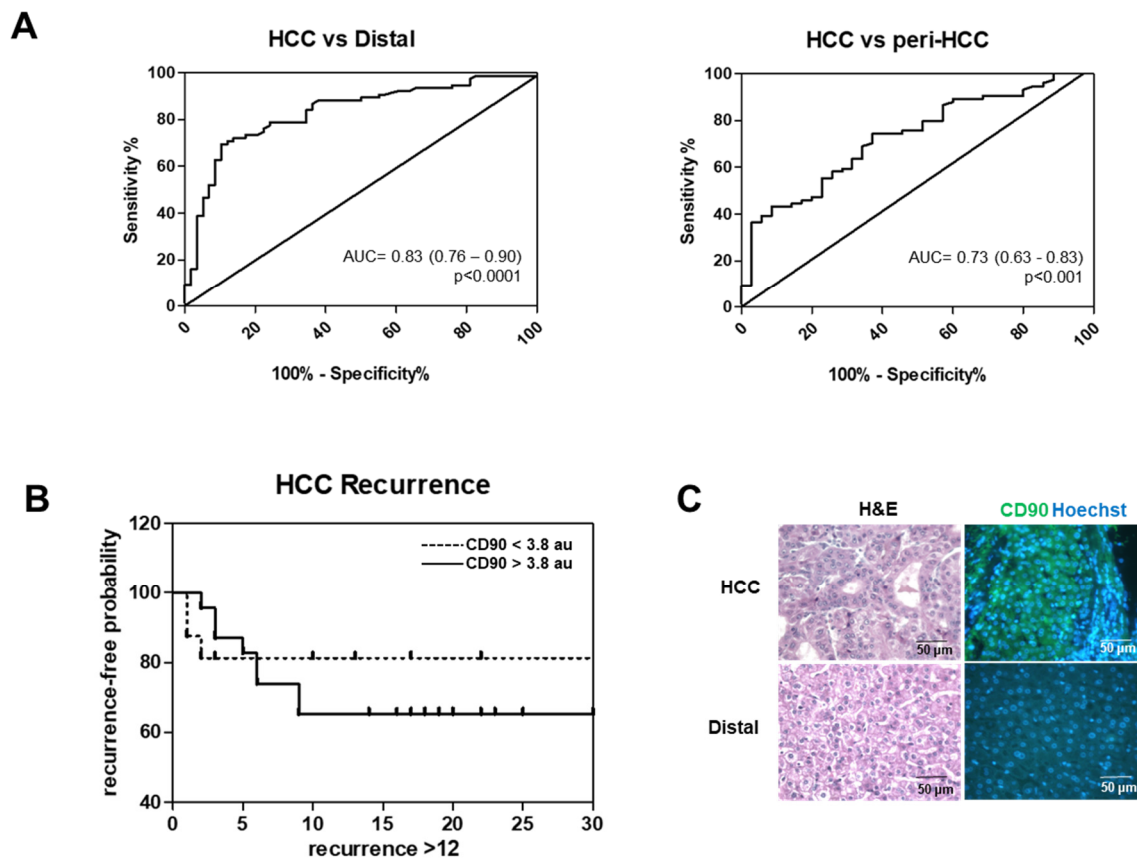 A
HCC vs Distal
Sensitivity %
100
80
60
40
20
0
AUC= 0.83 (0.76 – 0.90)
p<0.0001
0 20 40 60 80 100
100% - Specificity%
HCC vs peri-HCC
Sensitivity %
100
80
60
40
20
0
AUC= 0.73 (0.63 - 0.83)
p<0.001
0 20 40 60 80 100
100% - Specificity%
B
HCC Recurrence
recurrence-free probability
120
100
80
60
40
CD90 < 3.8 au
CD90 > 3.8 au
0 5 10 15 20 25 30
recurrence >12
C
H&E
CD90 Hoechst
HCC
50 µm
50 µm
Distal
50 µm
50 µm